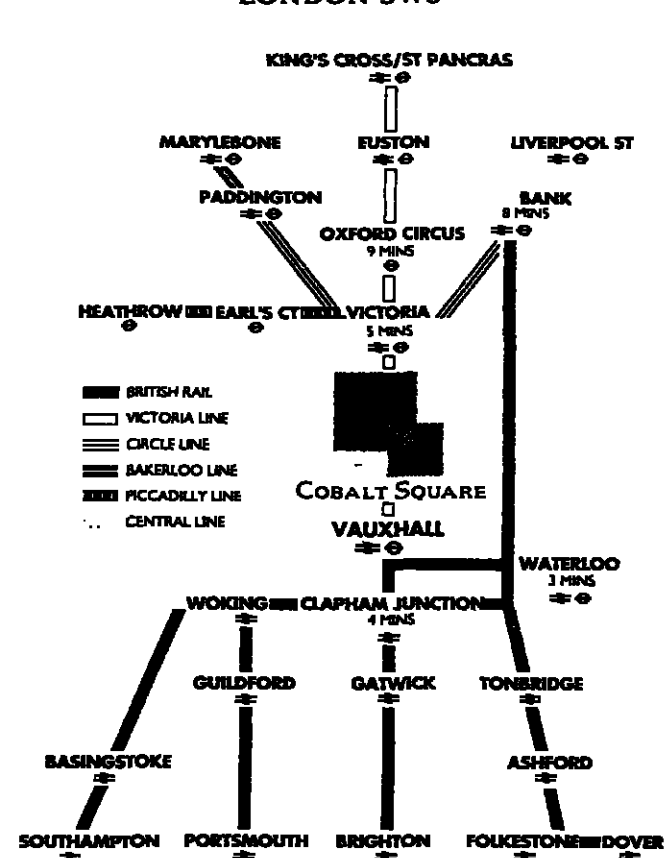 LONDON SW8
KING'S CROSS/ST PANCRAS
MARYLEBONE
EUSTON
LIVERPOOL ST
PADDINGTON
BANK
8 MINS
OXFORD CIRCUS
9 MINS
HEATHROW
EARL'S CT
VICTORIA
5 MINS
BRITISH RAIL
VICTORIA LINE
CIRCLE LINE
BAKERLOO LINE
PICCADILLY LINE
CENTRAL LINE
COBALT SQUARE
VAUXHALL
WATERLOO
3 MINS
WOKING
CLAPHAM JUNCTION
4 MINS
GUILDFORD
GATWICK
TONBRIDGE
BASINGSTOKE
ASHFORD
SOUTHAMPTON
PORTSMOUTH
BRIGHTON
FOLKESTONE
DOVER